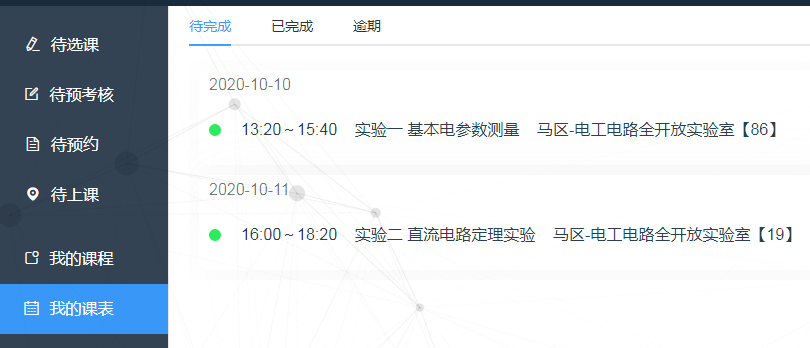 待选课
待预考核
待预约
待上课
我的课程
我的课表
待完成 已完成 逾期
2020-10-10
13:20～15:40 实验一 基本电参数测量 马区-电工电路全开放实验室【86】
2020-10-11
16:00～18:20 实验二 直流电路定理实验 马区-电工电路全开放实验室【19】